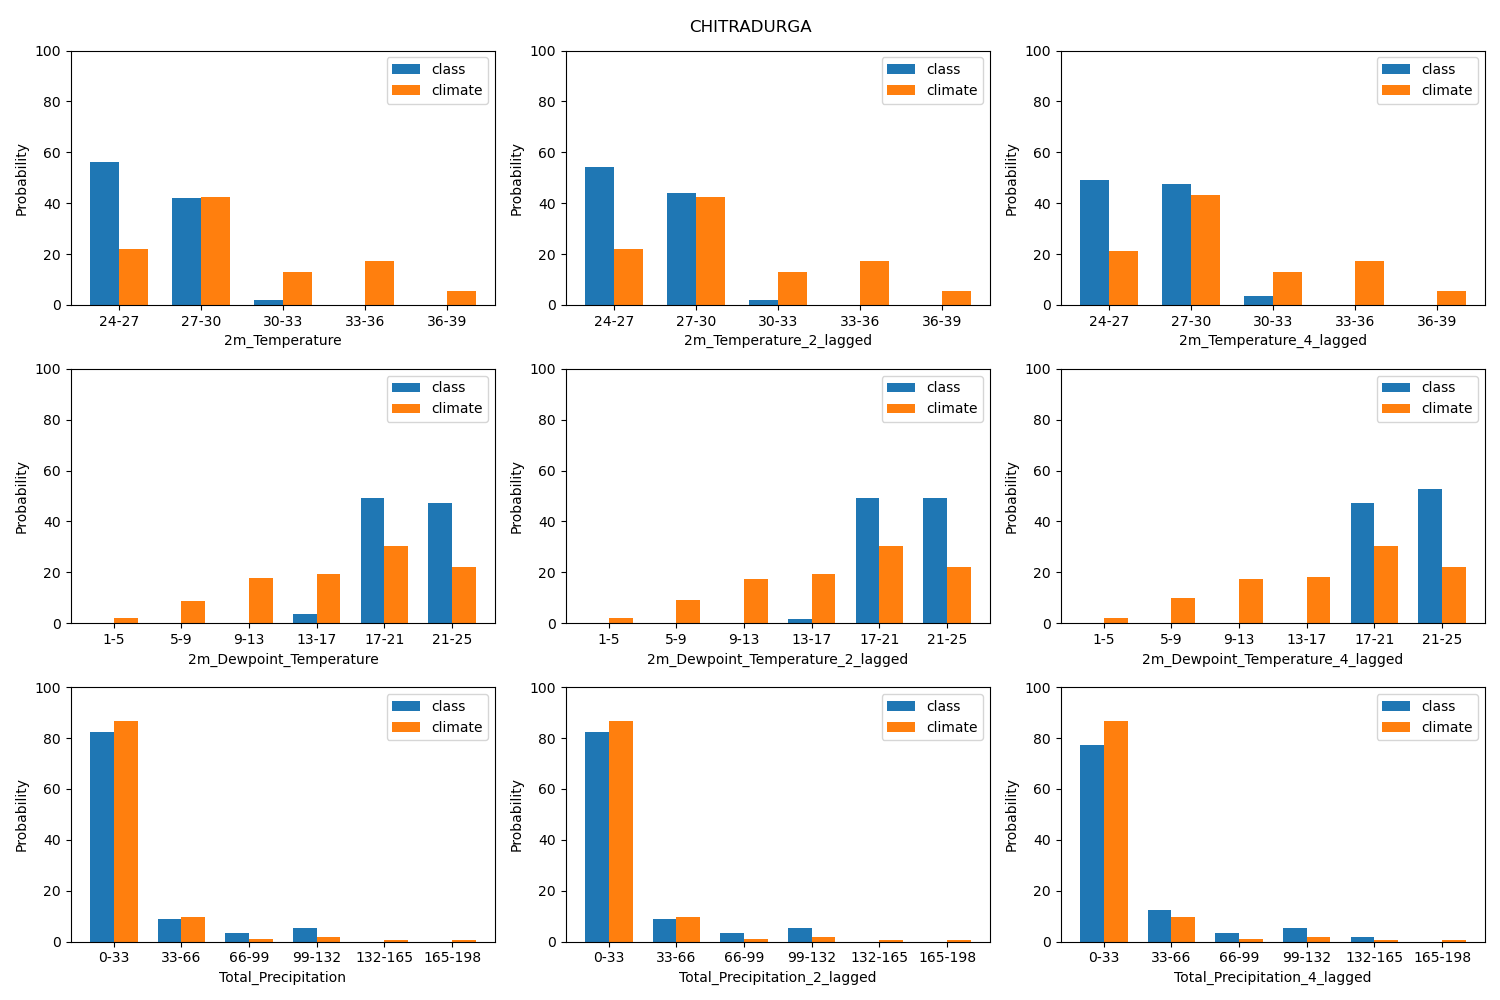 CHITRADURGA
100
80
60
40
20
0
Probability
class
climate
24-27 27-30 30-33 33-36 36-39
2m_Temperature
100
80
60
40
20
0
Probability
class
climate
24-27 27-30 30-33 33-36 36-39
2m_Temperature_2_lagged
100
80
60
40
20
0
Probability
class
climate
24-27 27-30 30-33 33-36 36-39
2m_Temperature_4_lagged
100
80
60
40
20
0
Probability
class
climate
1-5 5-9 9-13 13-17 17-21 21-25
2m_Dewpoint_Temperature
100
80
60
40
20
0
Probability
class
climate
1-5 5-9 9-13 13-17 17-21 21-25
2m_Dewpoint_Temperature_2_lagged
100
80
60
40
20
0
Probability
class
climate
1-5 5-9 9-13 13-17 17-21 21-25
2m_Dewpoint_Temperature_4_lagged
100
80
60
40
20
0
Probability
class
climate
0-33 33-66 66-99 99-132 132-165 165-198
Total_Precipitation
100
80
60
40
20
0
Probability
class
climate
0-33 33-66 66-99 99-132 132-165 165-198
Total_Precipitation_2_lagged
100
80
60
40
20
0
Probability
class
climate
0-33 33-66 66-99 99-132 132-165 165-198
Total_Precipitation_4_lagged